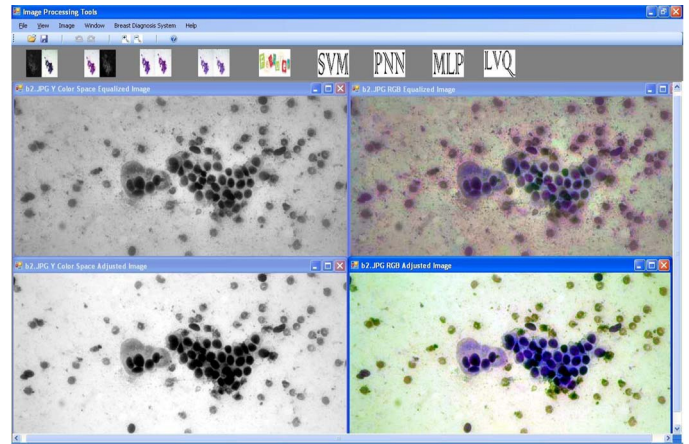 Image Processing Tools
File View Image Window Breast Diagnosis System Help
SVM PNN MLP LVQ
b2.JPG Y Color Space Equalized Image
b2.JPG RGB Equalized Image
b2.JPG Y Color Space Adjusted Image
b2.JPG RGB Adjusted Image